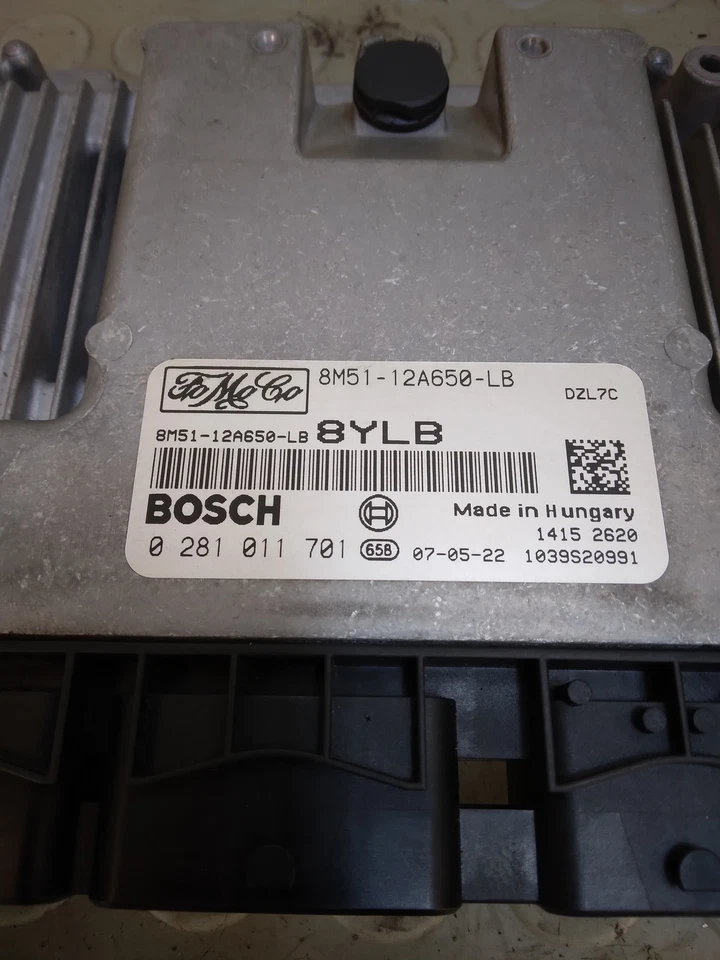 FoMoCo 8M51-12A650-LB
DZL7C
8M51-12A650-LB 8YLB
BOSCH Made in Hungary
1415 2620
0 281 011 701 65B 07-05-22 1039S20991